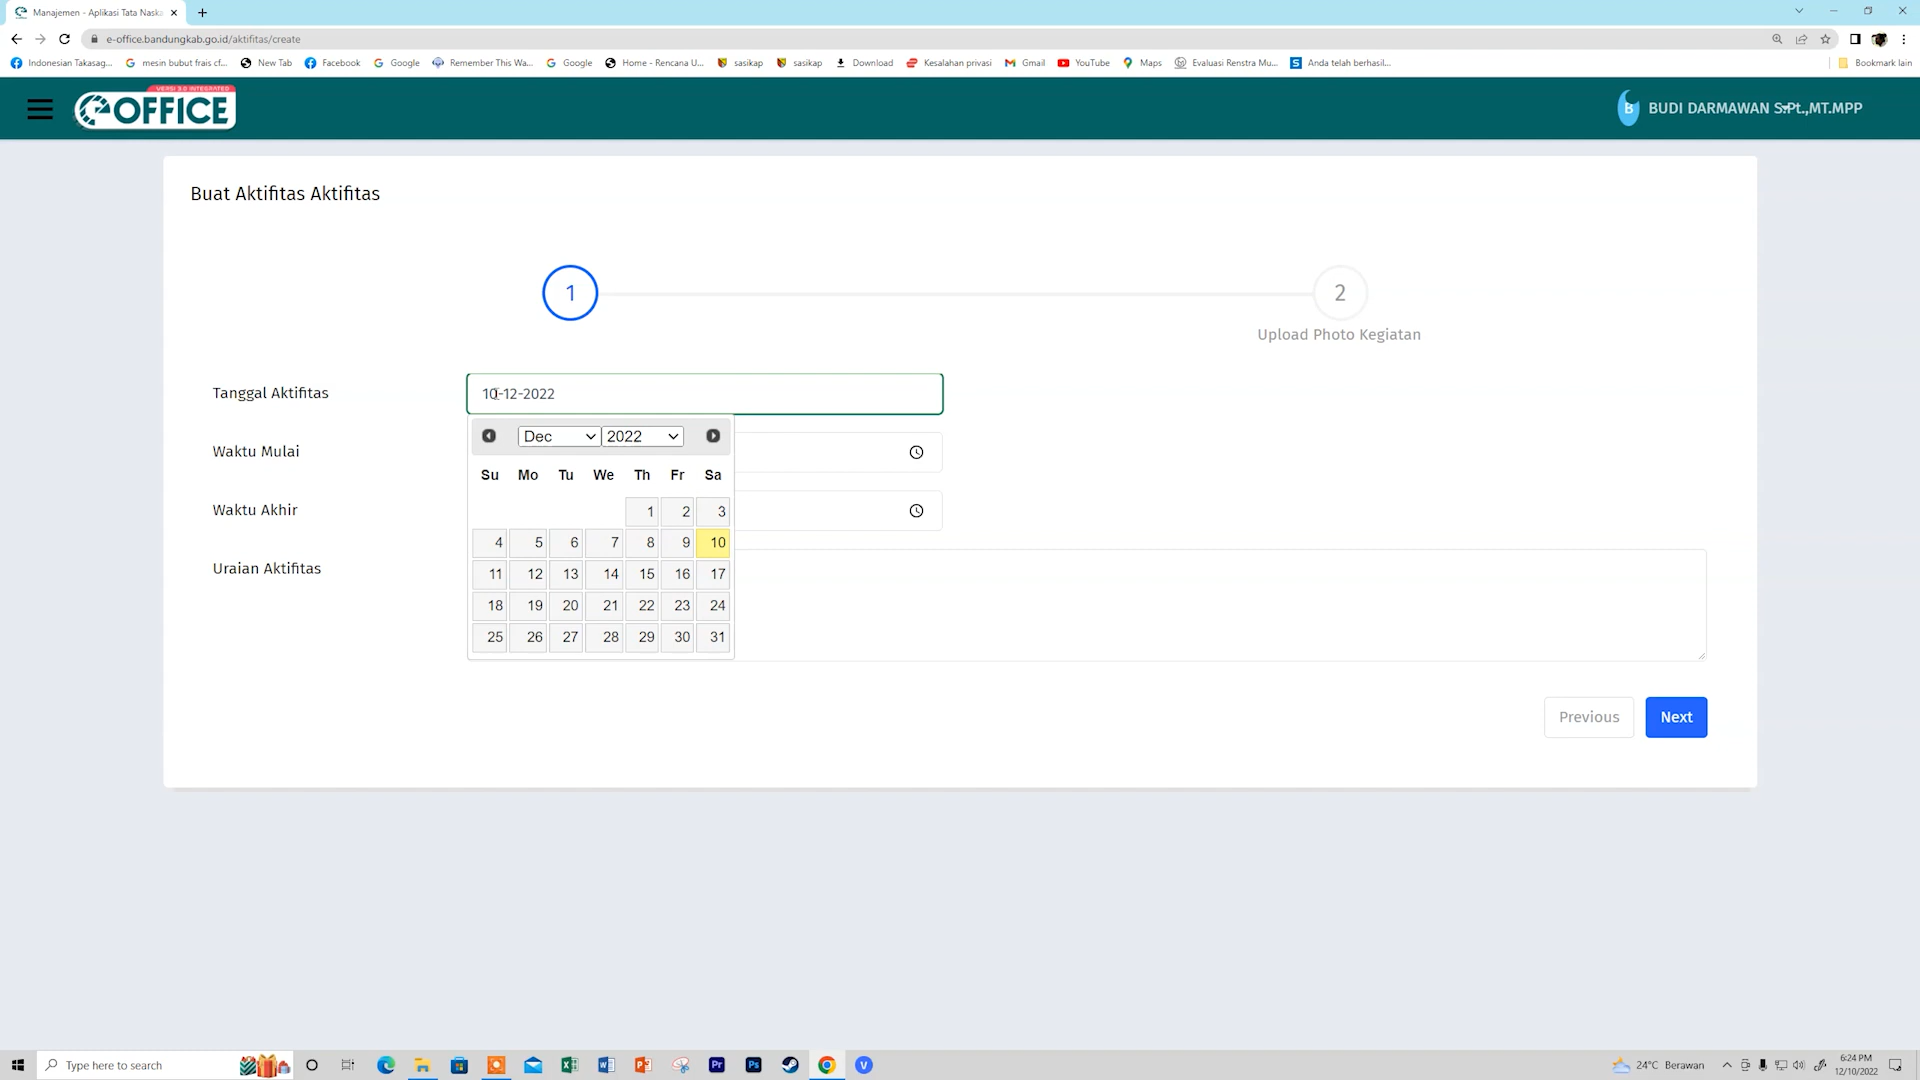 Manajemen - Aplikasi Tata Naska
e-office.bandungkab.go.id/aktifitas/create
Indonesian Takasag... mesin bubut frais cf... New Tab Facebook Google Remember This Wa... Google Home - Rencana U... sasikap sasikap Download Kesalahan privasi Gmail YouTube Maps Evaluasi Renstra Mu... Anda telah berhasil... Bookmark lain
VERSI 3.0 INTEGRATED
OFFICE
B BUDI DARMAWAN S.Pt.,MT.MPP
Buat Aktifitas Aktifitas
1 2
Upload Photo Kegiatan
Tanggal Aktifitas 10-12-2022
Dec 2022
Waktu Mulai
Su Mo Tu We Th Fr Sa
Waktu Akhir 1 2 3
4 5 6 7 8 9 10
Uraian Aktifitas 11 12 13 14 15 16 17
18 19 20 21 22 23 24
25 26 27 28 29 30 31
Previous Next
Type here to search
24°C Berawan
6:24 PM
12/10/2022